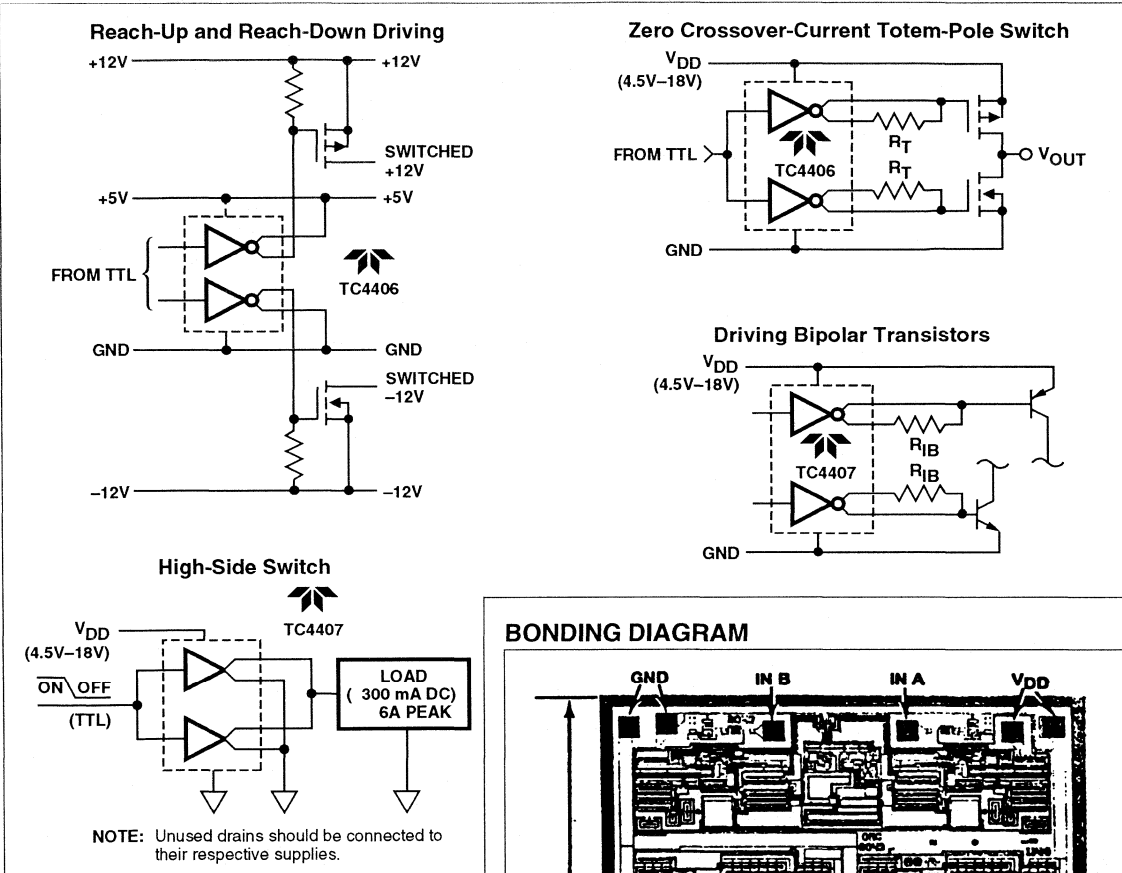 Reach-Up and Reach-Down Driving
+12V
+12V
SWITCHED
+12V
+5V
+5V
FROM TTL
TC4406
GND
GND
SWITCHED
–12V
–12V
–12V
Zero Crossover-Current Totem-Pole Switch
VDD
(4.5V–18V)
RT
FROM TTL
TC4406
RT
VOUT
GND
Driving Bipolar Transistors
VDD
(4.5V–18V)
RIB
TC4407
RIB
GND
High-Side Switch
TC4407
VDD
(4.5V–18V)
ON OFF
(TTL)
LOAD
( 300 mA DC)
6A PEAK
NOTE: Unused drains should be connected to
their respective supplies.
BONDING DIAGRAM
GND
IN B
IN A
VDD